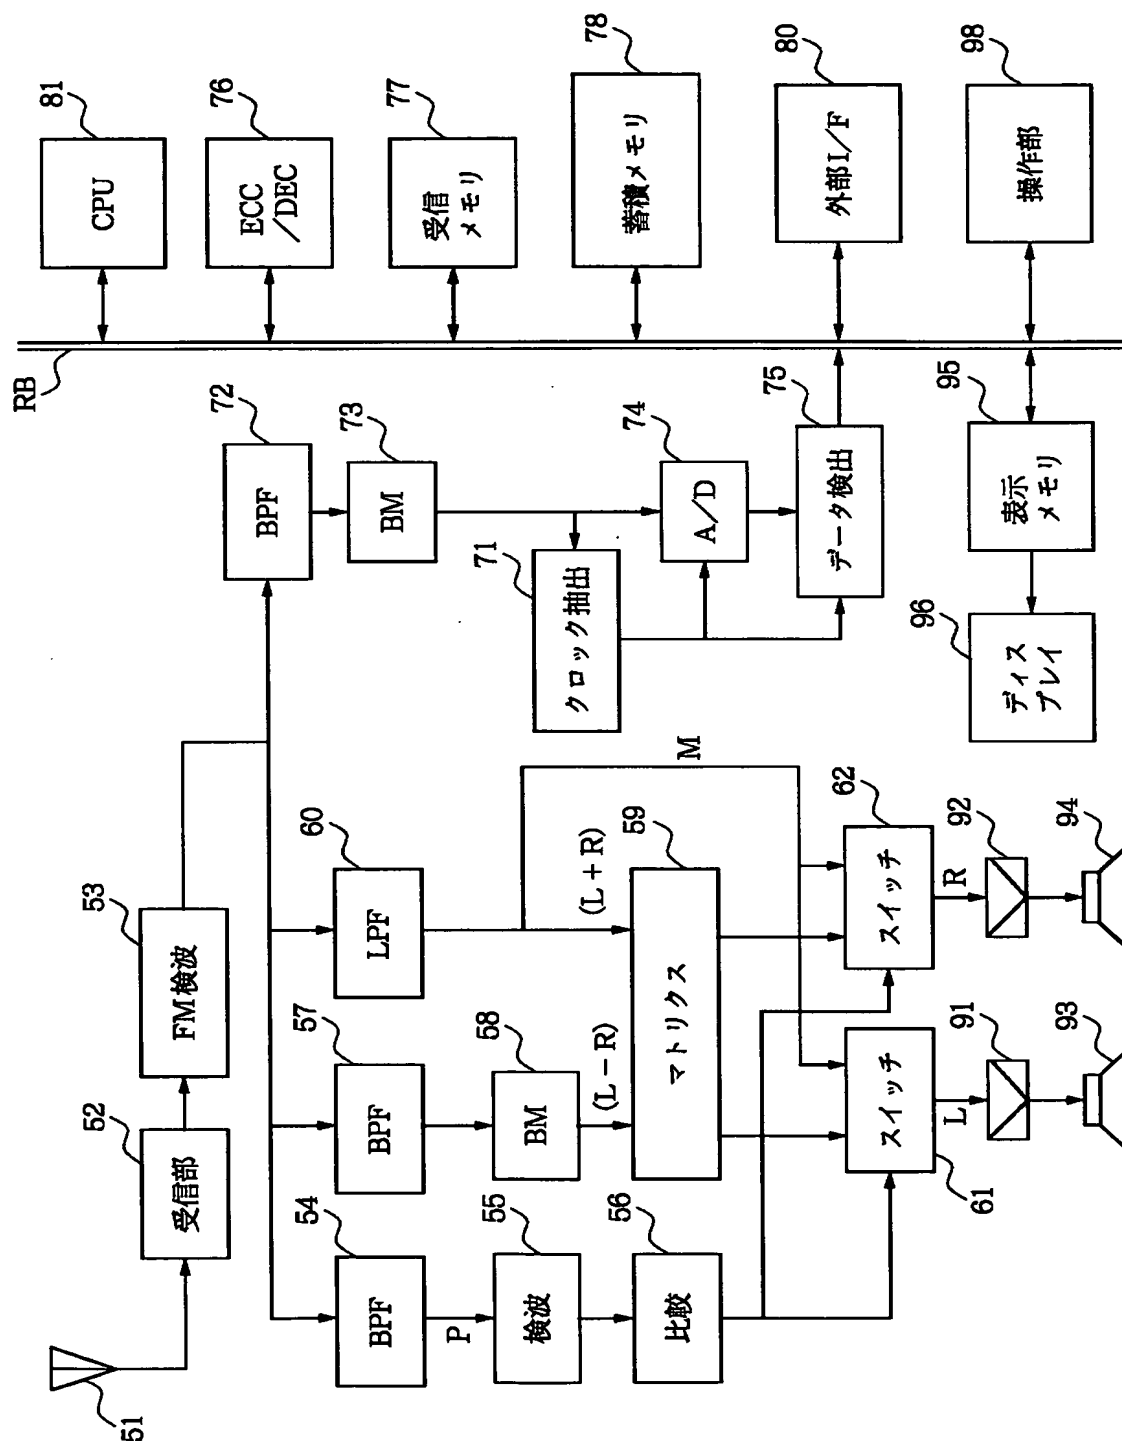 51
52
受信部
53
FM検波
54
BPF
P
55
検波
56
比較
57
BPF
58
BM
(L−R)
60
LPF
(L+R)
59
マトリクス
M
61
スイッチ
L
62
スイッチ
R
91
92
93
94
72
BPF
73
BM
71
クロック抽出
74
A/D
75
データ検出
RB
81
CPU
76
ECC
/DEC
77
受信
メモリ
78
蓄積メモリ
80
外部I/F
98
操作部
95
表示
メモリ
96
ディス
プレイ